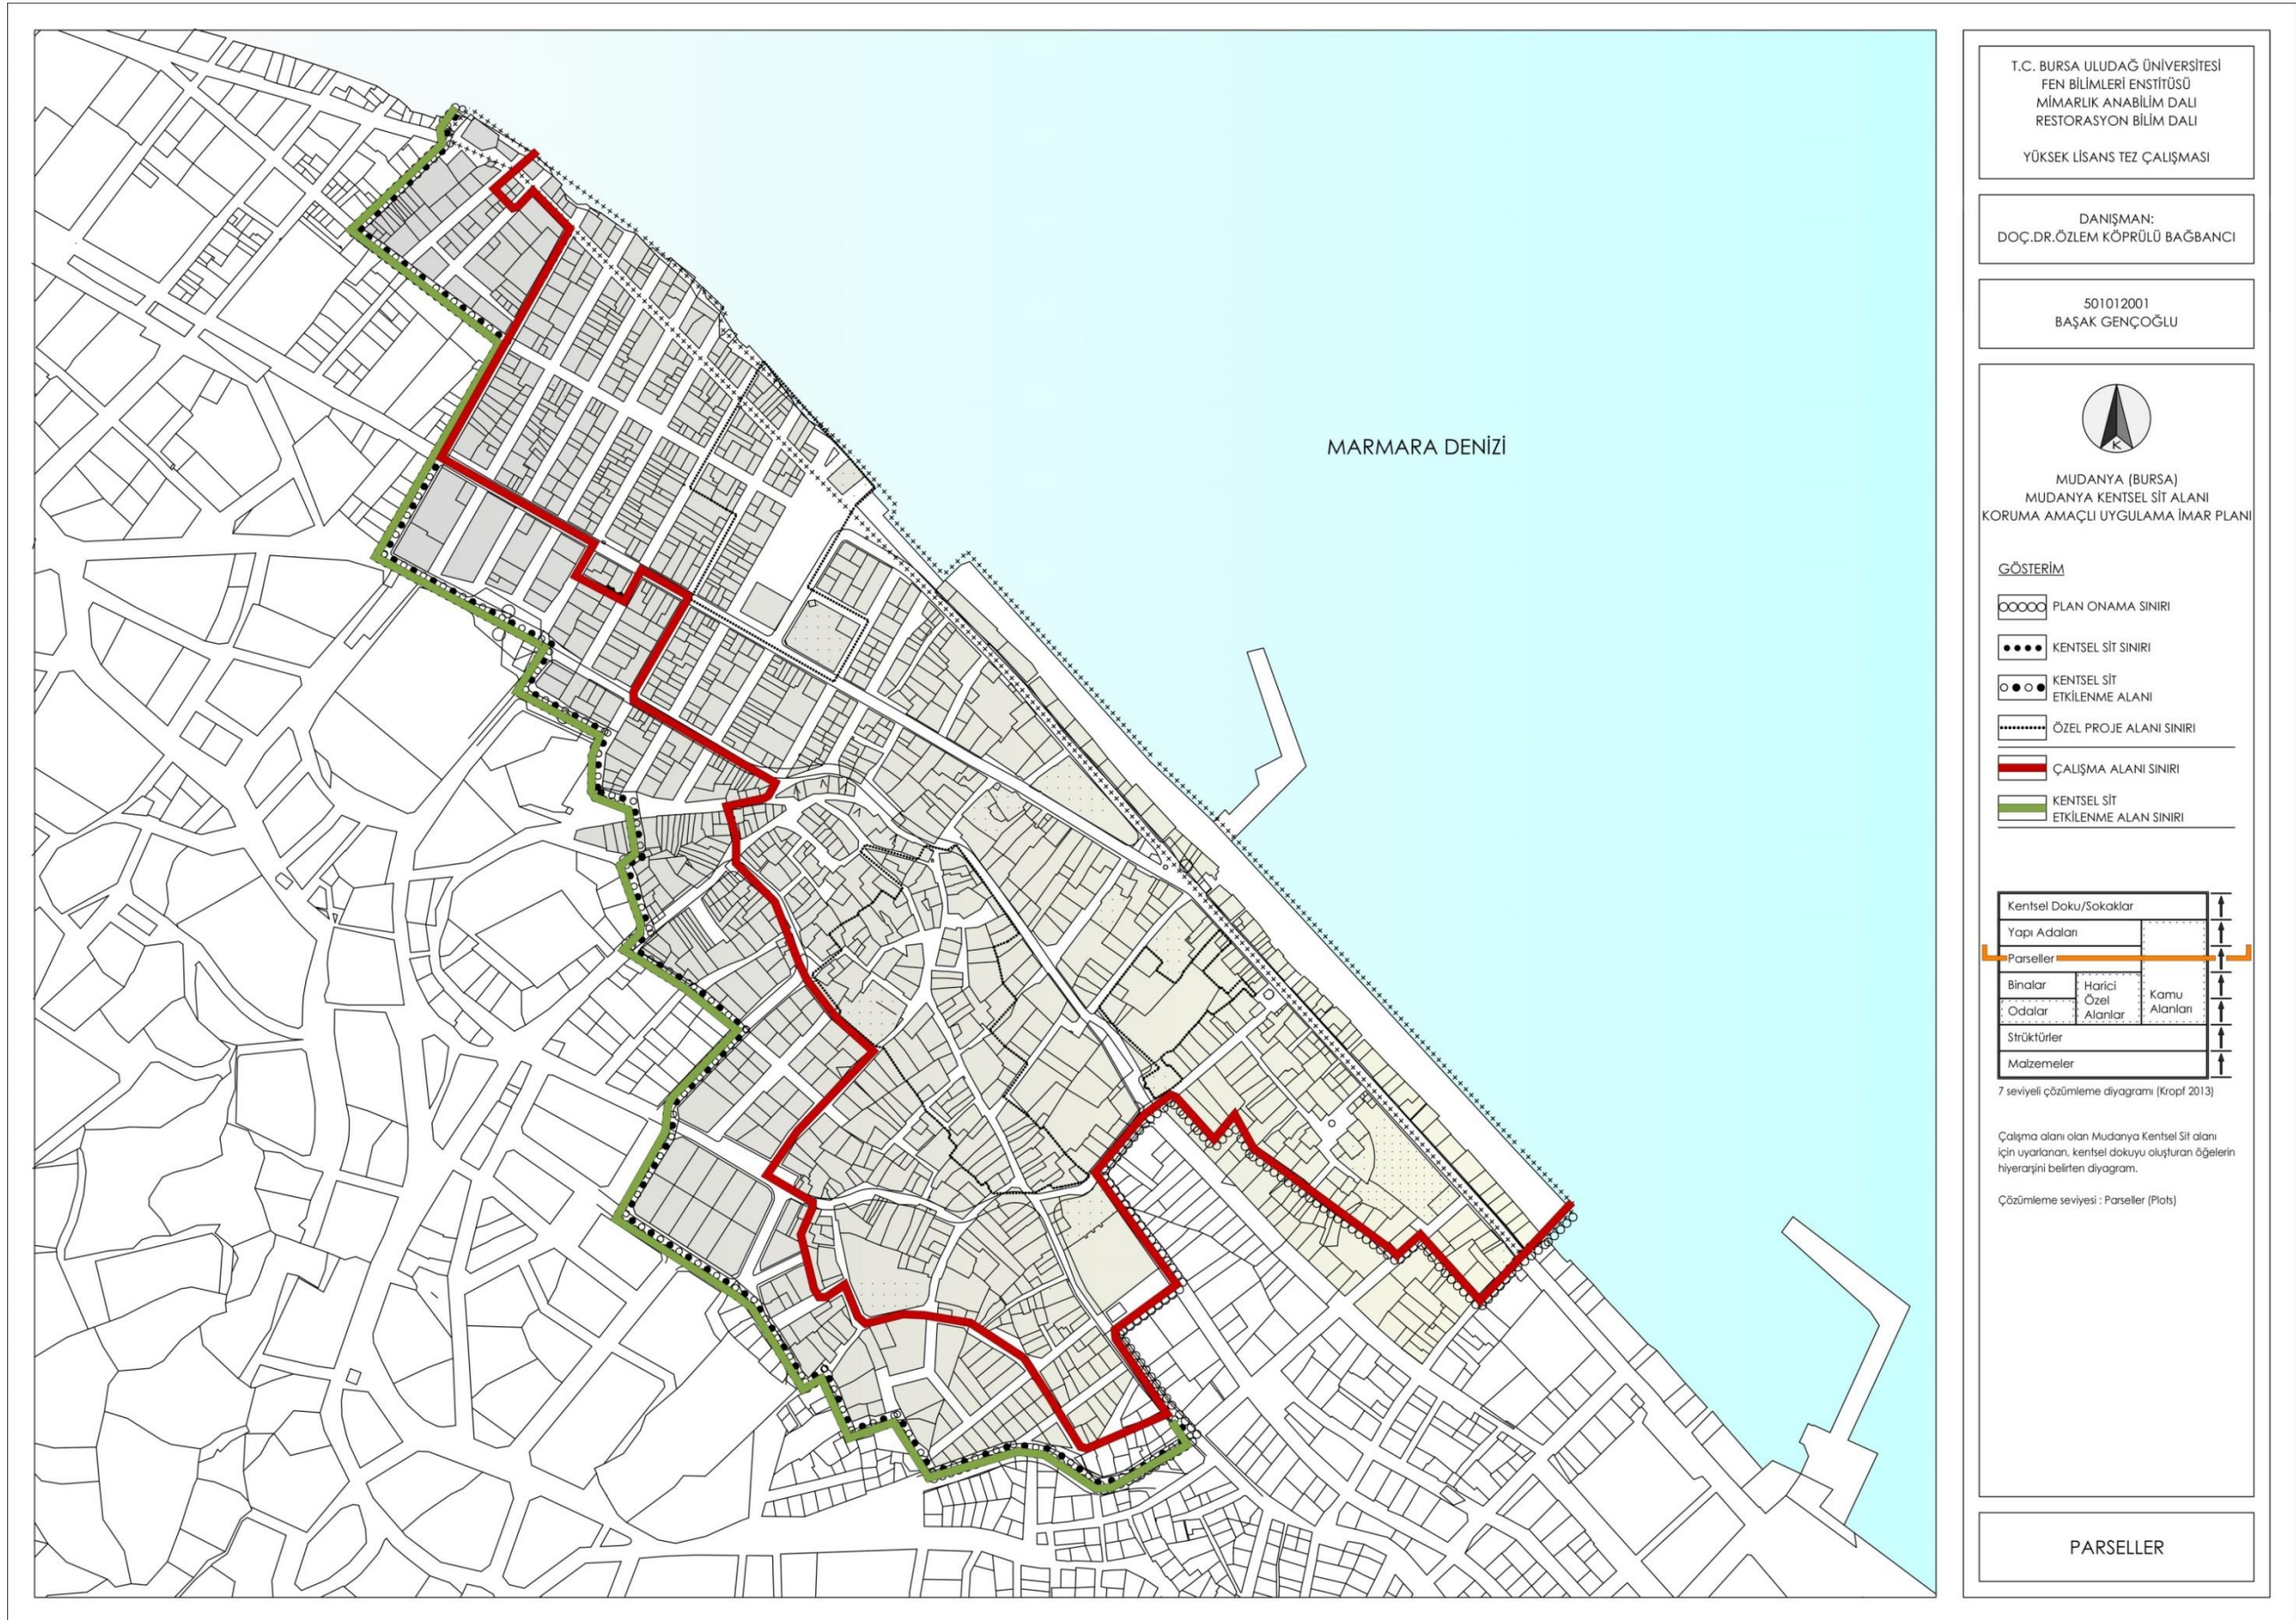 MARMARA DENİZİ
T.C. BURSA ULUDAĞ ÜNİVERSİTESİ
FEN BİLİMLERİ ENSTİTÜSÜ
MİMARLIK ANABİLİM DALI
RESTORASYON BİLİM DALI
YÜKSEK LİSANS TEZ ÇALIŞMASI
DANIŞMAN:
DOÇ.DR.ÖZLEM KÖPRÜLÜ BAĞBANCI
501012001
BAŞAK GENÇOĞLU
K
MUDANYA (BURSA)
MUDANYA KENTSEL SİT ALANI
KORUMA AMAÇLI UYGULAMA İMAR PLANI
GÖSTERİM
PLAN ONAMA SINIRI
KENTSEL SİT SINIRI
KENTSEL SİT
ETKİLENME ALANI
ÖZEL PROJE ALANI SINIRI
ÇALIŞMA ALANI SINIRI
KENTSEL SİT
ETKİLENME ALAN SINIRI
Kentsel Doku/Sokaklar
Yapı Adaları
Parseller
Binalar
Odalar
Harici
Özel
Alanlar
Kamu
Alanları
Strüktürler
Malzemeler
7 seviyeli çözümleme diyagramı (Kropf 2013)
Çalışma alanı olan Mudanya Kentsel Sit alanı
için uyarlanan, kentsel dokuyu oluşturan öğelerin
hiyerarşini belirten diyagram.
Çözümleme seviyesi : Parseller (Plots)
PARSELLER